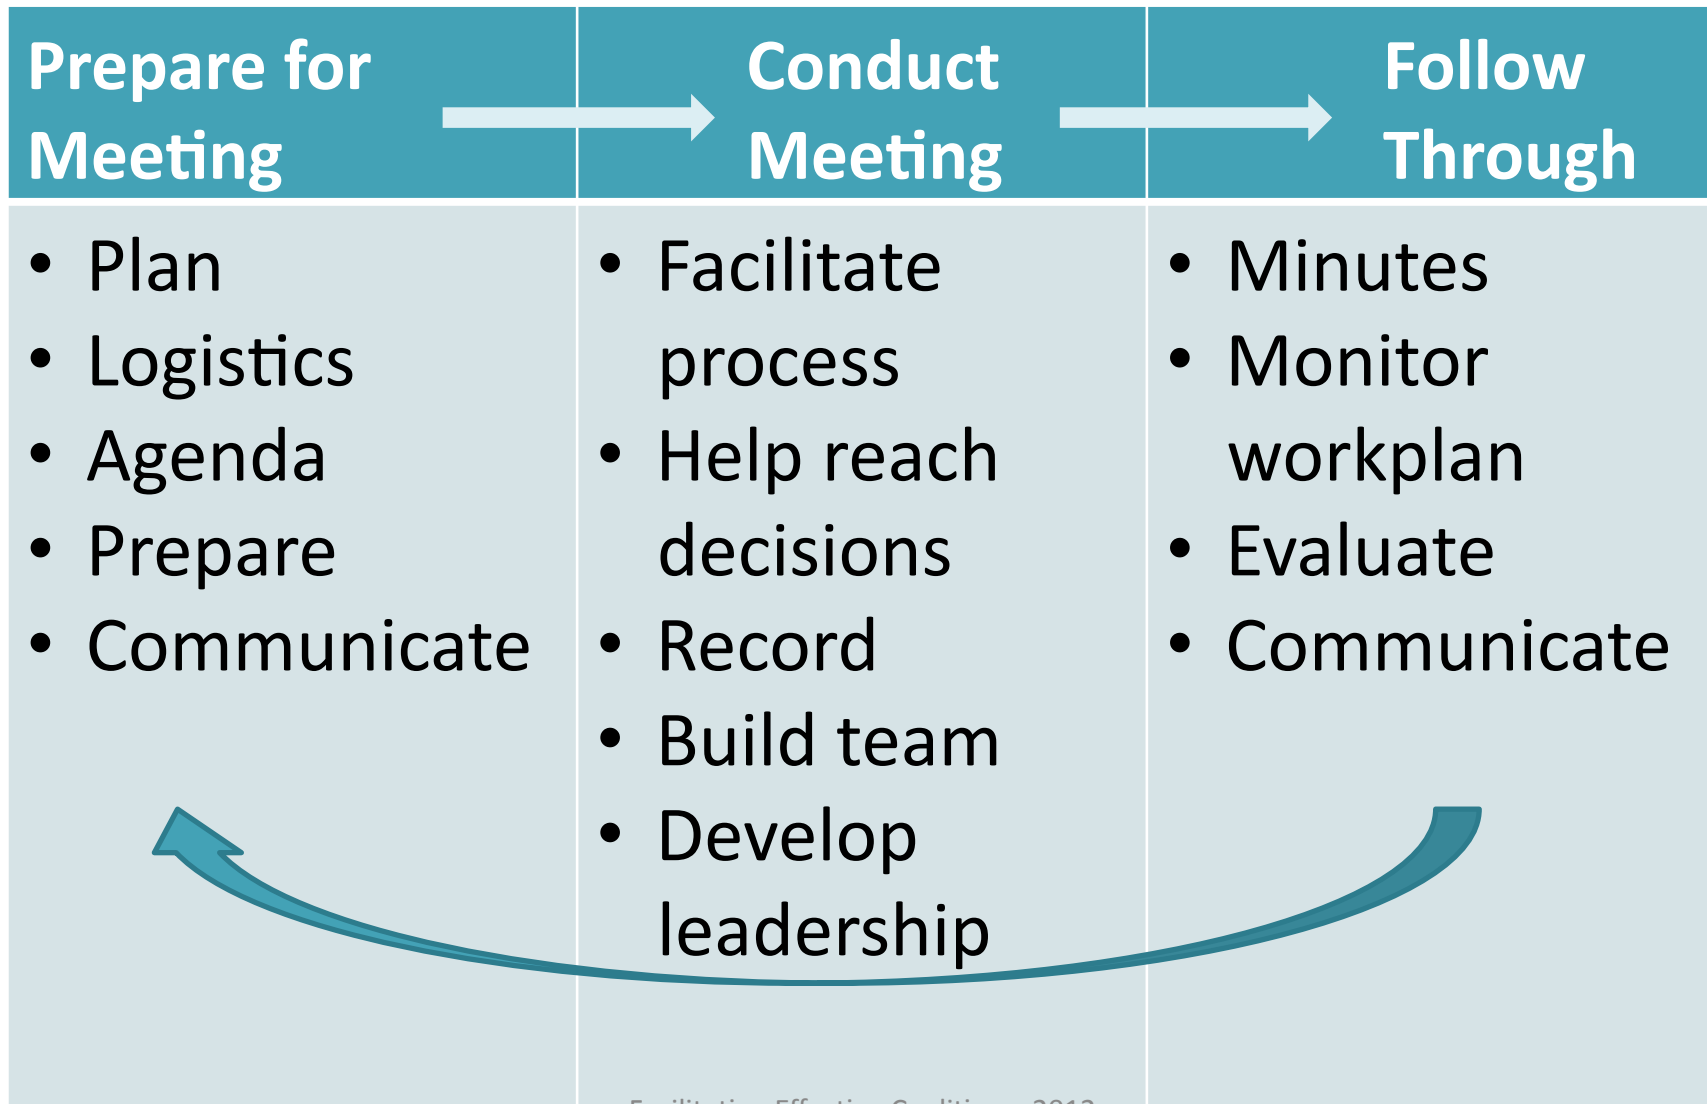 Prepare for
Meeting
Conduct
Meeting
Follow
Through
• Plan
• Logistics
• Agenda
• Prepare
• Communicate
• Facilitate
process
• Help reach
decisions
• Record
• Build team
• Develop
leadership
• Minutes
• Monitor
workplan
• Evaluate
• Communicate